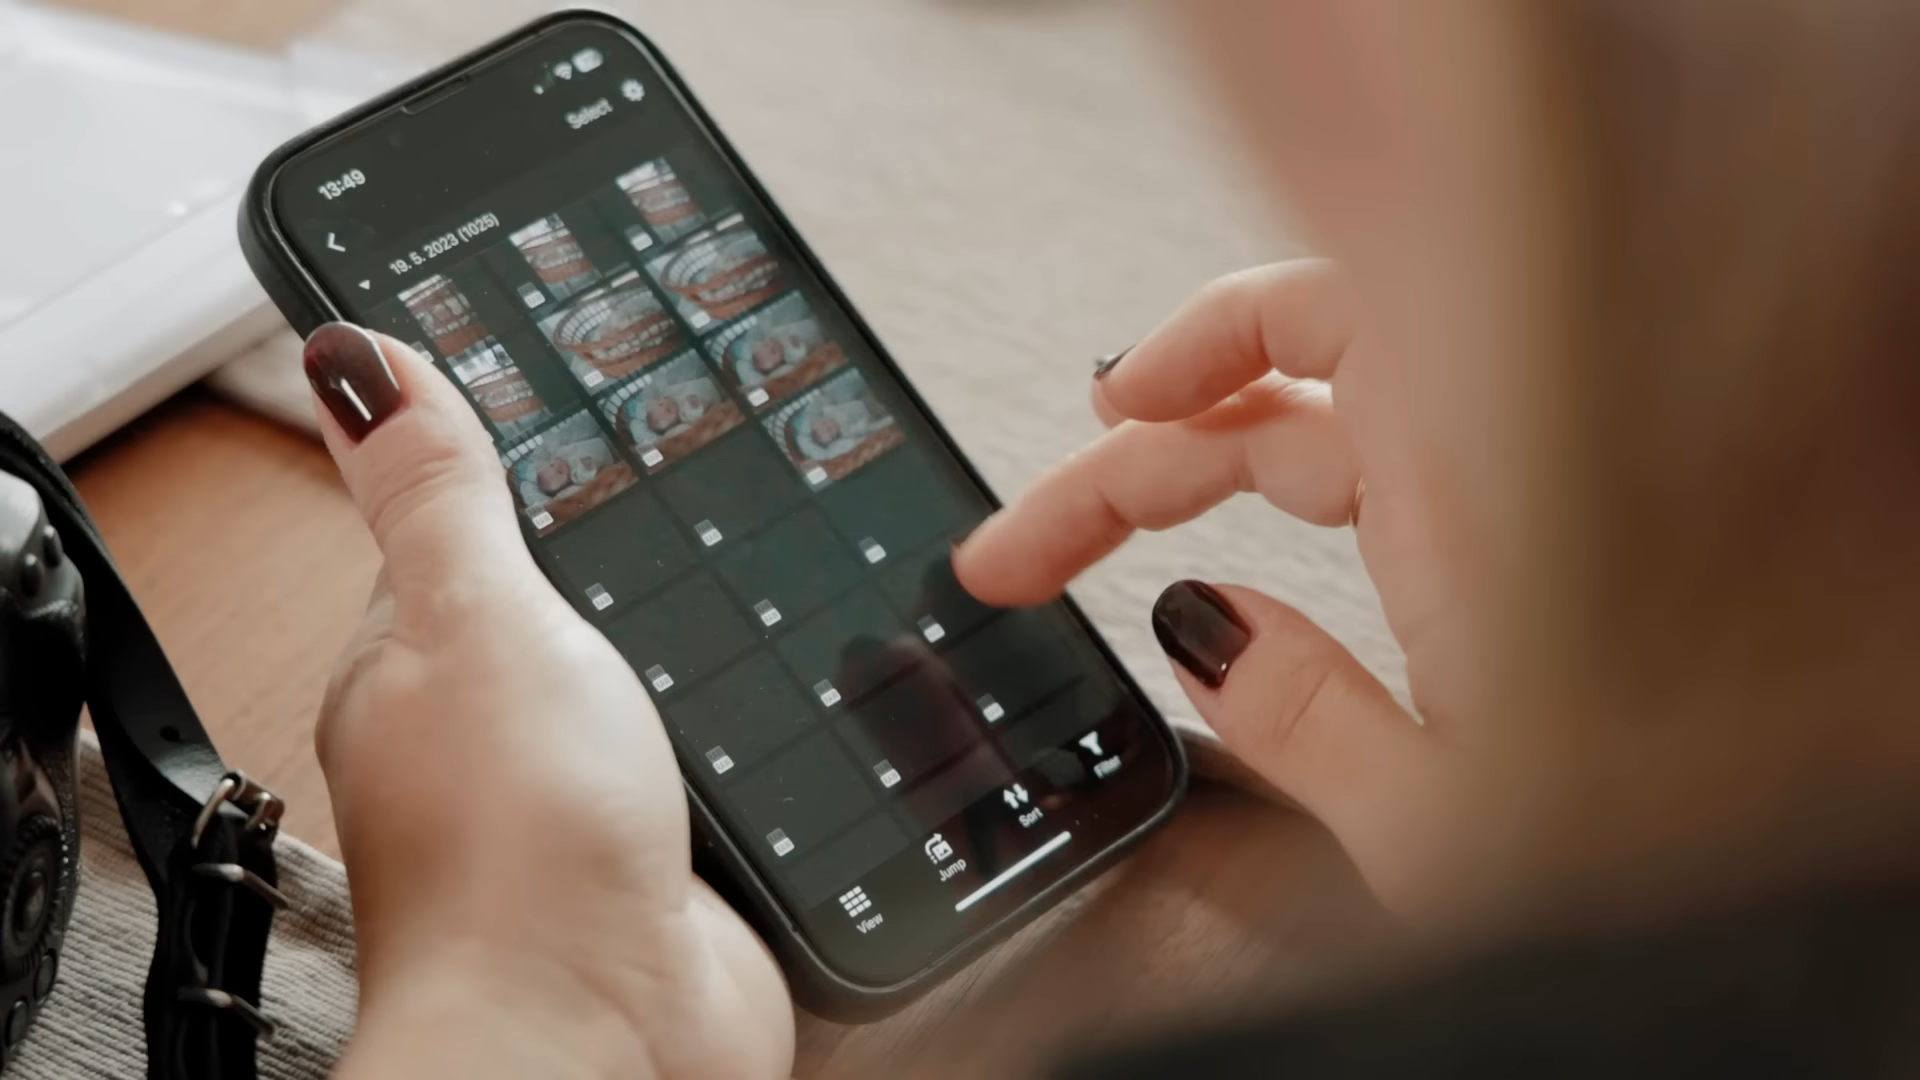 13:49
Select
19. 5. 2023 (1025)
View
Jump
Sort
Filter